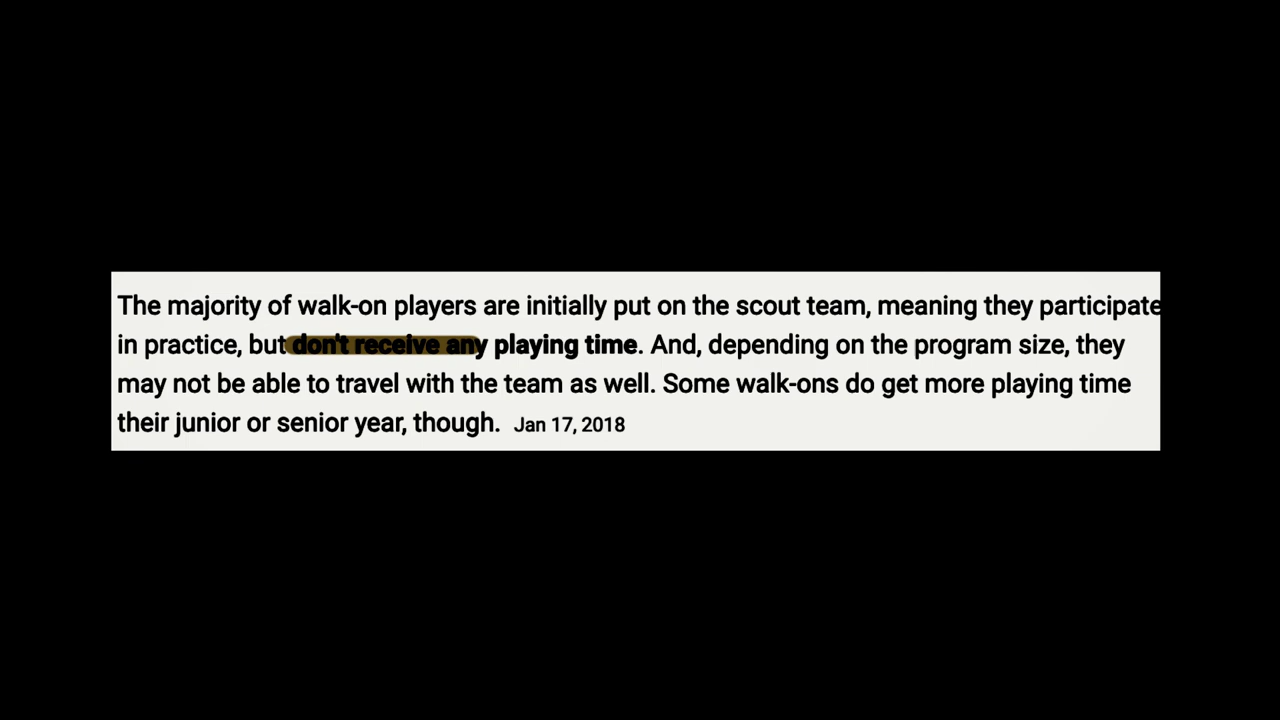 The majority of walk-on players are initially put on the scout team, meaning they participate
in practice, but don't receive any playing time. And, depending on the program size, they
may not be able to travel with the team as well. Some walk-ons do get more playing time
their junior or senior year, though. Jan 17, 2018